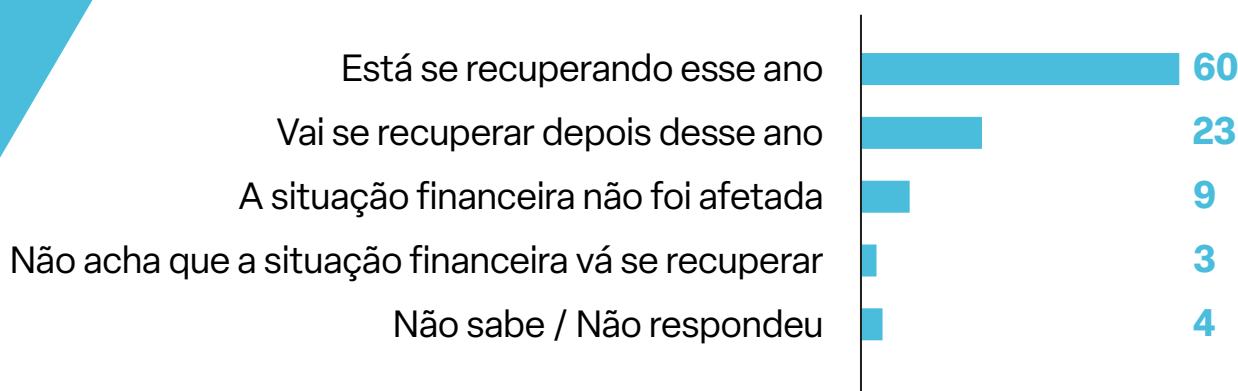 Está se recuperando esse ano 60
Vai se recuperar depois desse ano 23
A situação financeira não foi afetada 9
Não acha que a situação financeira vá se recuperar 3
Não sabe / Não respondeu 4